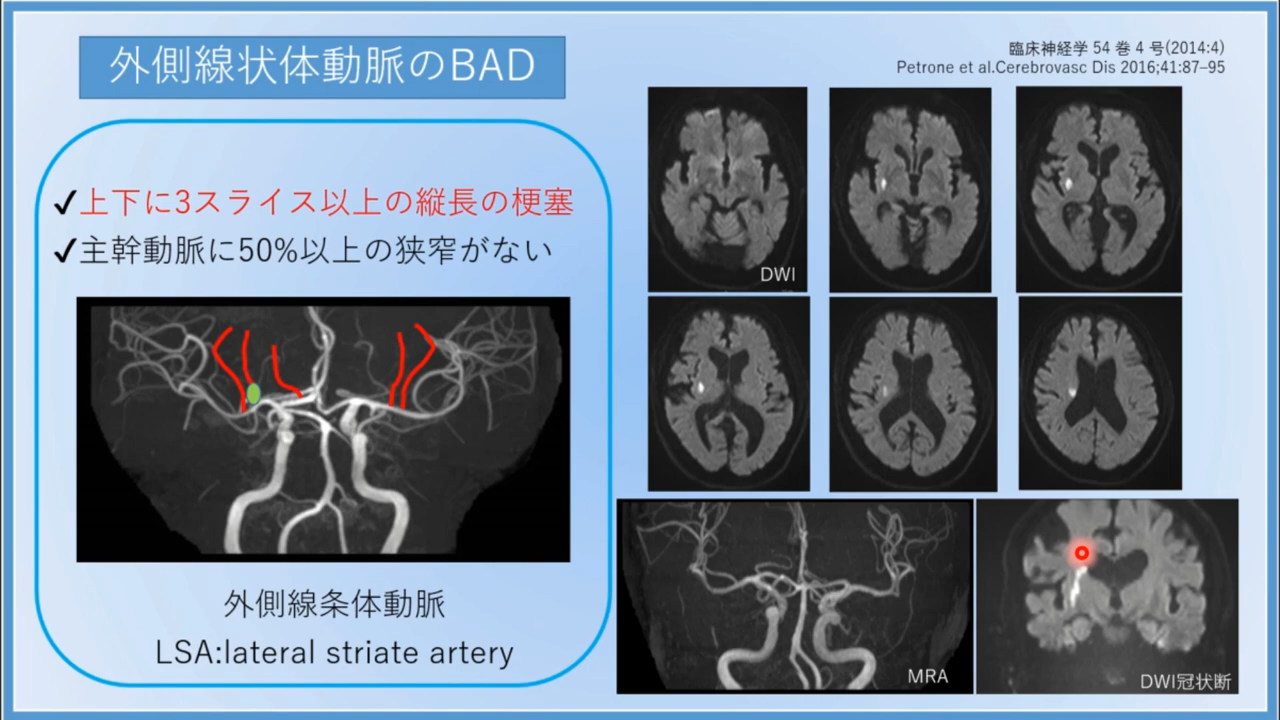 外側線状体動脈のBAD
臨床神経学 54 巻 4 号(2014:4)
Petrone et al.Cerebrovasc Dis 2016;41:87–95
✓上下に3スライス以上の縦長の梗塞
✓主幹動脈に50%以上の狭窄がない
外側線条体動脈
LSA:lateral striate artery
DWI
MRA
DWI冠状断